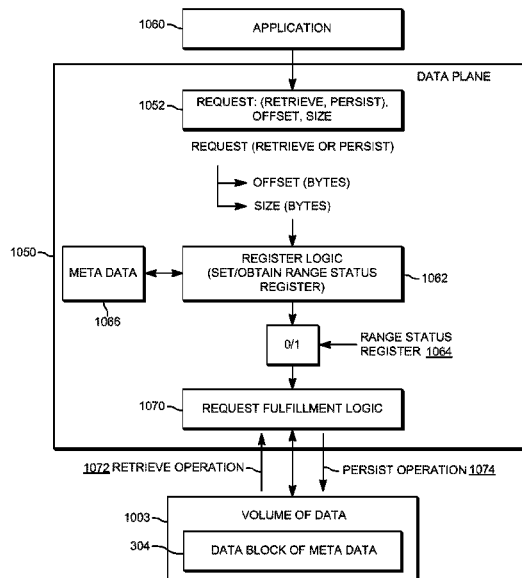 1060
APPLICATION
DATA PLANE
1052
REQUEST: (RETRIEVE, PERSIST),
OFFSET, SIZE
REQUEST (RETRIEVE OR PERSIST)
OFFSET (BYTES)
SIZE (BYTES)
1050
META DATA
1066
REGISTER LOGIC
(SET/OBTAIN RANGE STATUS
REGISTER)
1062
0/1
RANGE STATUS
REGISTER 1064
1070
REQUEST FULFILLMENT LOGIC
1072 RETRIEVE OPERATION
PERSIST OPERATION 1074
1003
VOLUME OF DATA
304
DATA BLOCK OF META DATA